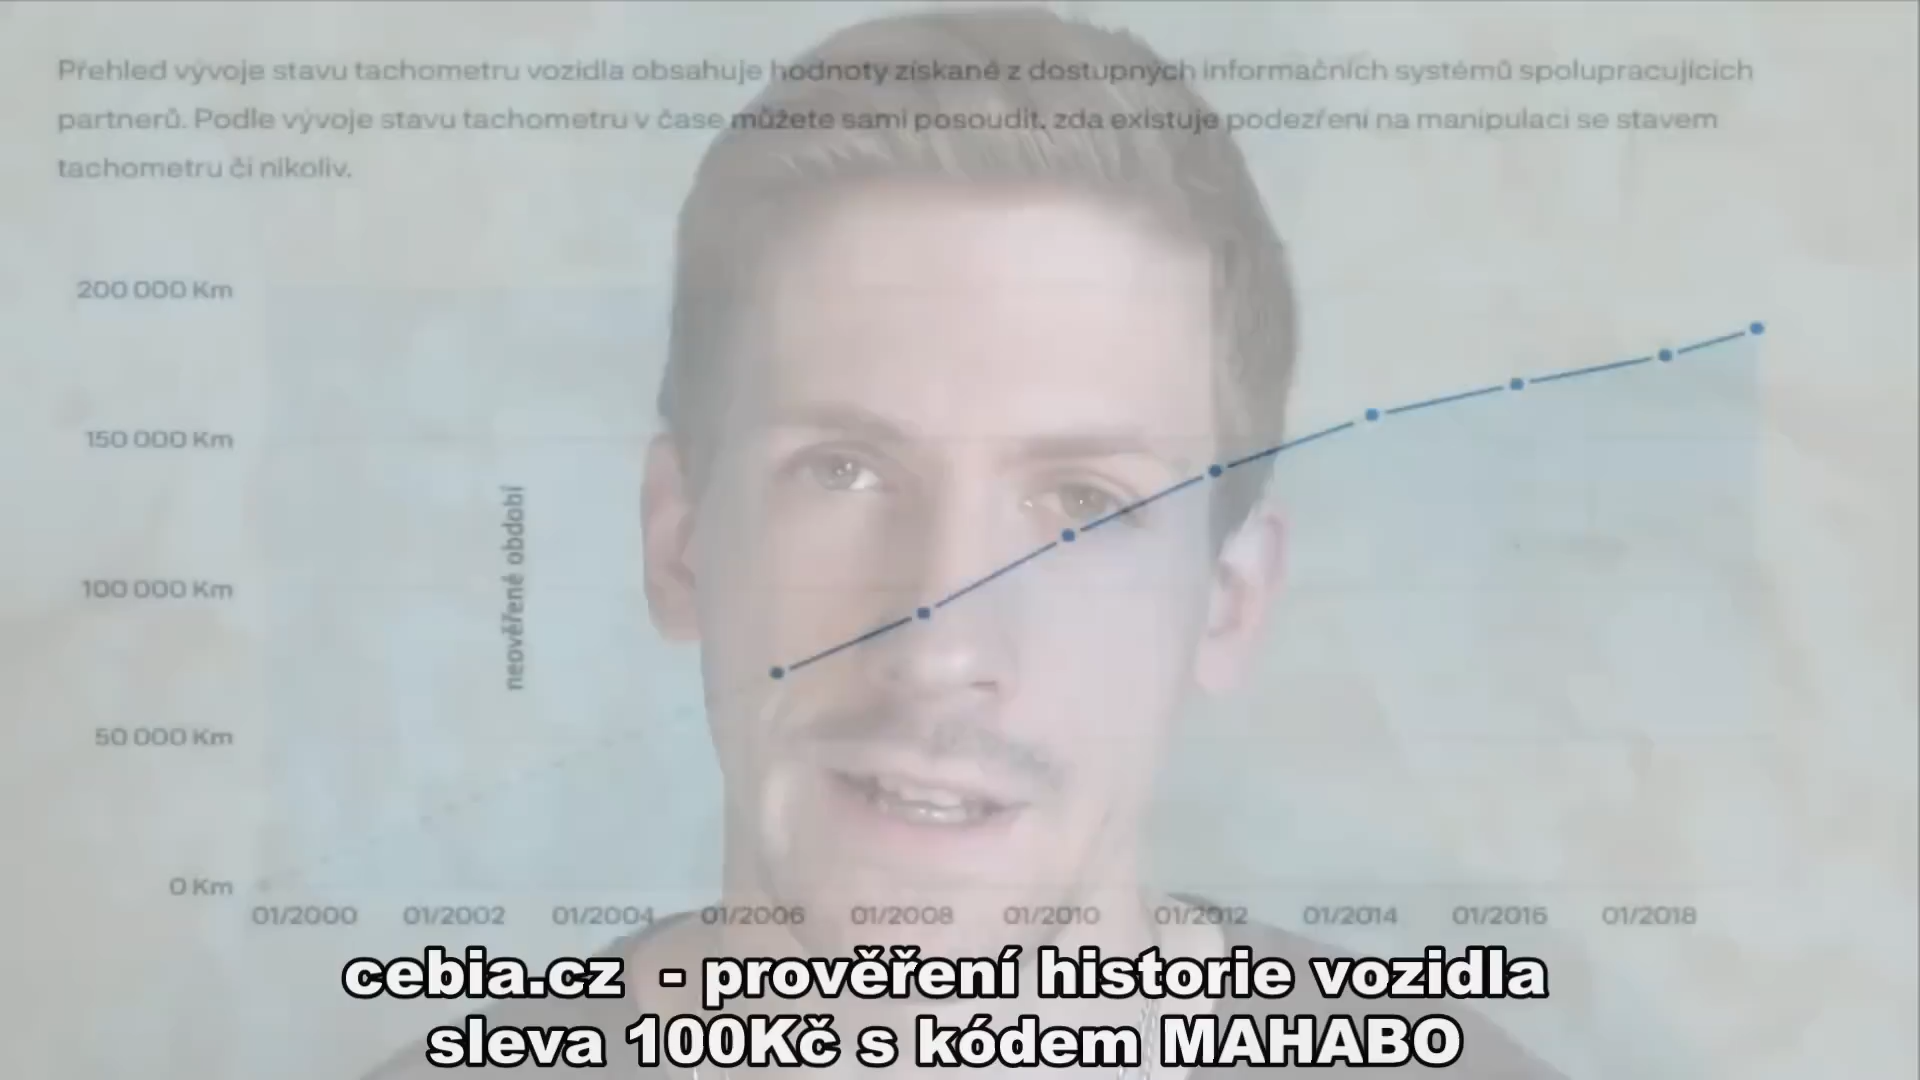 Přehled vývoje stavu tachometru vozidla obsahuje hodnoty získané z dostupných informačních systémů spolupracujících
partnerů. Podle vývoje stavu tachometru v čase můžete sami posoudit, zda existuje podezření na manipulaci se stavem
tachometru či nikoliv.
200 000 Km
150 000 Km
neověřené období
100 000 Km
50 000 Km
0 Km
01/2000 01/2002 01/2004 01/2006 01/2008 01/2010 01/2012 01/2014 01/2016 01/2018
cebia.cz - prověření historie vozidla
sleva 100Kč s kódem MAHABO